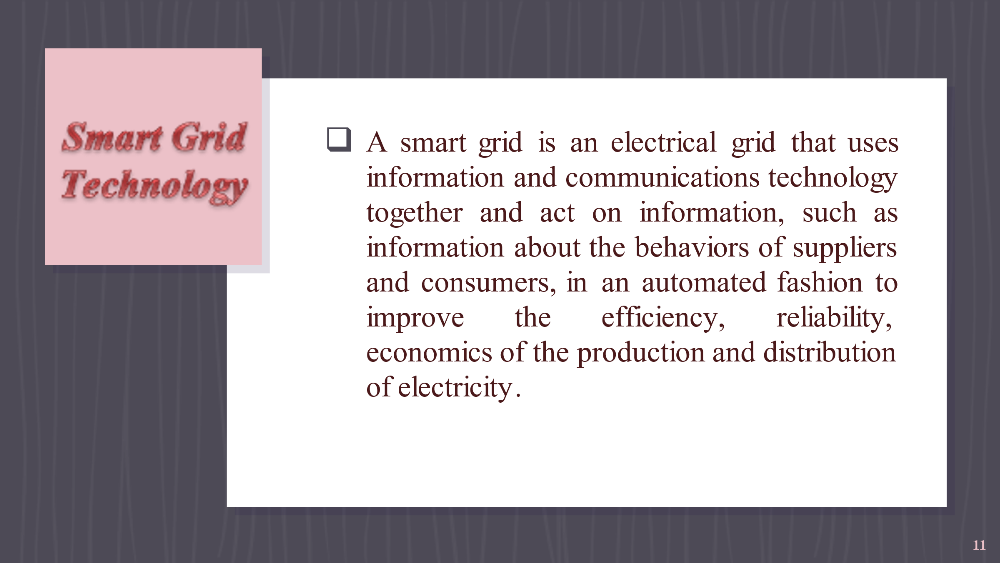 Smart Grid
Technology
❑ A smart grid is an electrical grid that uses
information and communications technology
together and act on information, such as
information about the behaviors of suppliers
and consumers, in an automated fashion to
improve the efficiency, reliability,
economics of the production and distribution
of electricity.
11